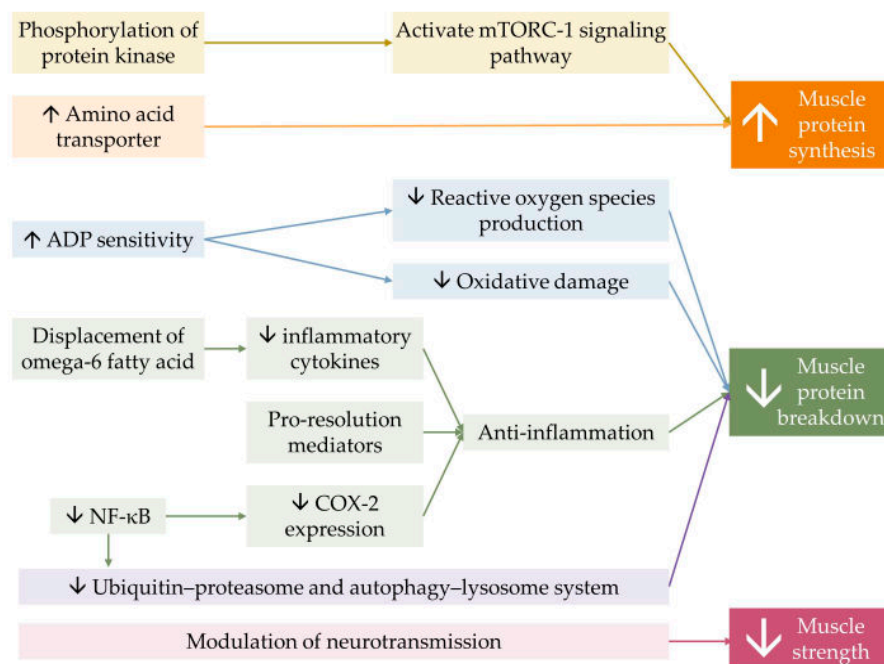 Phosphorylation of
protein kinase
Activate mTORC-1 signaling
pathway
↑ Amino acid
transporter
↑ Muscle
protein
synthesis
↑ ADP sensitivity
↓ Reactive oxygen species
production
↓ Oxidative damage
Displacement of
omega-6 fatty acid
↓ inflammatory
cytokines
Pro-resolution
mediators
Anti-inflammation
↓ Muscle
protein
breakdown
↓ NF-κB
↓ COX-2
expression
↓ Ubiquitin–proteasome and autophagy–lysosome system
Modulation of neurotransmission
↓ Muscle
strength